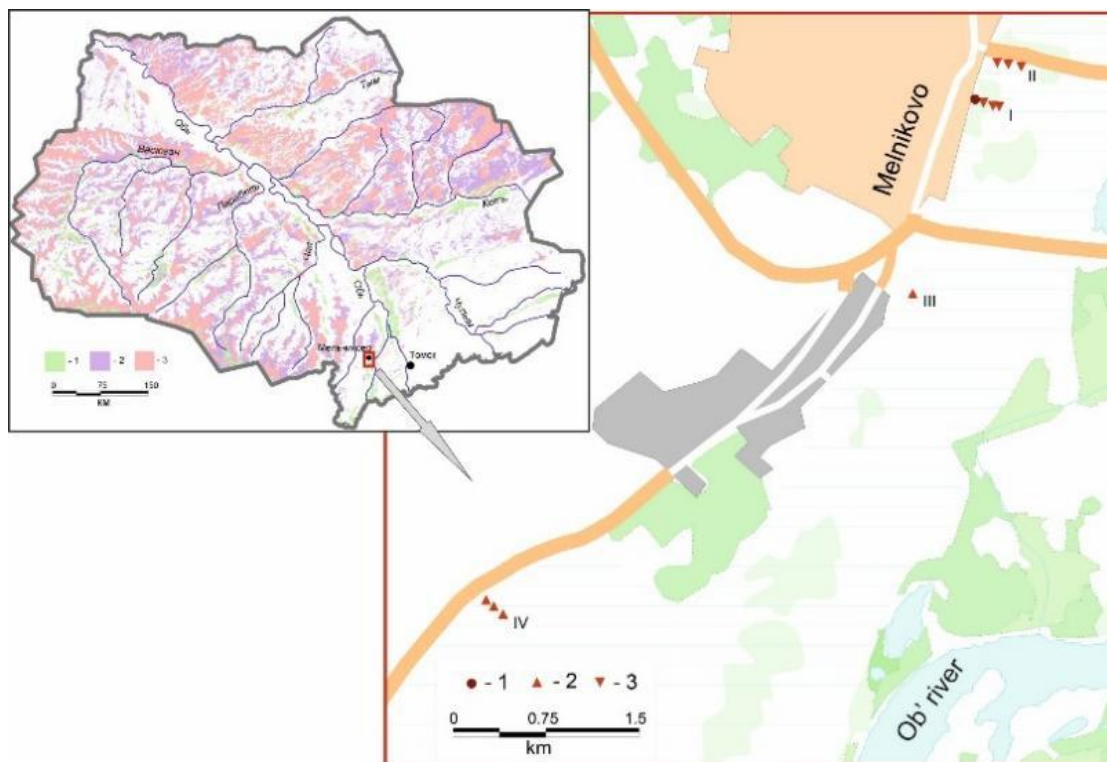 Тым
Обь
Васюган
Парабель
Кеть
Чая
Обь
Чулым
Мельниково
Томск
- 1 - 2 - 3
0 75 150
КМ
Melnikovo
II
I
III
IV
- 1 - 2 - 3
0 0.75 1.5
km
Ob' river